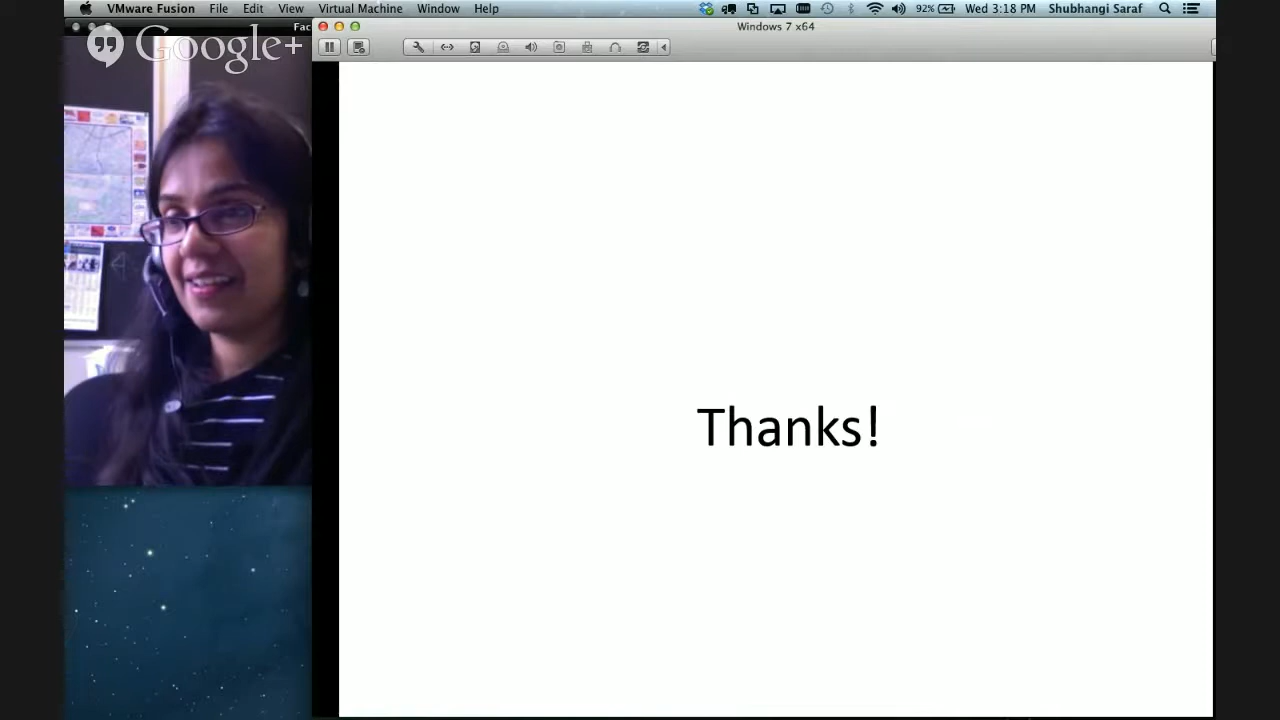 VMware Fusion File Edit View Virtual Machine Window Help 92% Wed 3:18 PM Shubhangi Saraf
Fac
Windows 7 x64
Google+
Thanks!